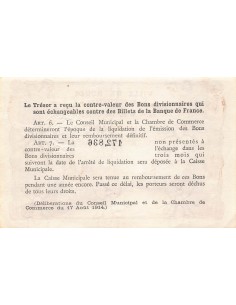 Le Trésor a reçu la contre-valeur des Bons divisionnaires qui
sont échangeables contre des Billets de la Banque de France.
ART. 6. — Le Conseil Municipal et la Chambre de Commerce
détermineront l'époque de la liquidation de l'émission des Bons
divisionnaires et leur remboursement définitif.
ART. 7. — La contre-valeur des Bons divisionnaires
172,836
non présentés à l'échange dans les trois mois qui
suivront la date de l'arrêté de liquidation sera déposée à la Caisse
Municipale.
La Caisse Municipale sera tenue au remboursement de ces Bons
pendant une année encore. Passé ce délai, les porteurs seront déchus
de tous leurs droits.
(Délibérations du Conseil Municipal et de la Chambre de
Commerce du 17 Août 1914.)